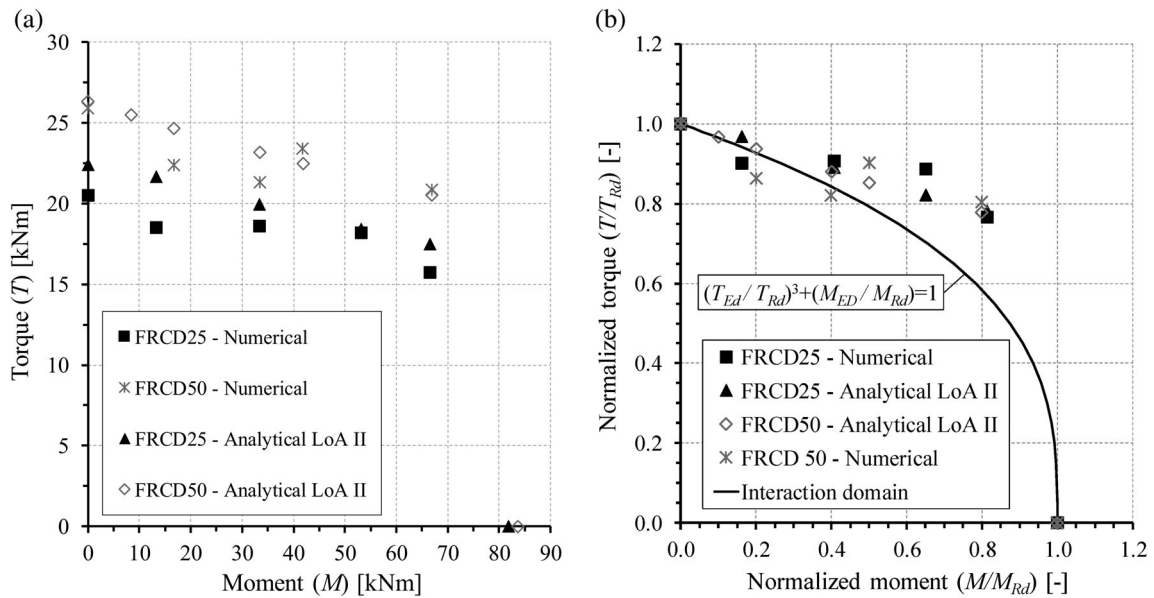 (a)
30
25
20
15
10
5
0
Torque (T) [kNm]
FRCD25 - Numerical
FRCD50 - Numerical
FRCD25 - Analytical LoA II
FRCD50 - Analytical LoA II
0 10 20 30 40 50 60 70 80 90
Moment (M) [kNm]
(b)
1.2
1.0
0.8
0.6
0.4
0.2
0.0
Normalized torque (T/T_Rd) [-]
(T_Ed / T_Rd)³+(M_ED / M_Rd)=1
FRCD25 - Numerical
FRCD25 - Analytical LoA II
FRCD50 - Analytical LoA II
FRCD 50 - Numerical
Interaction domain
0.0 0.2 0.4 0.6 0.8 1.0 1.2
Normalized moment (M/M_Rd) [-]